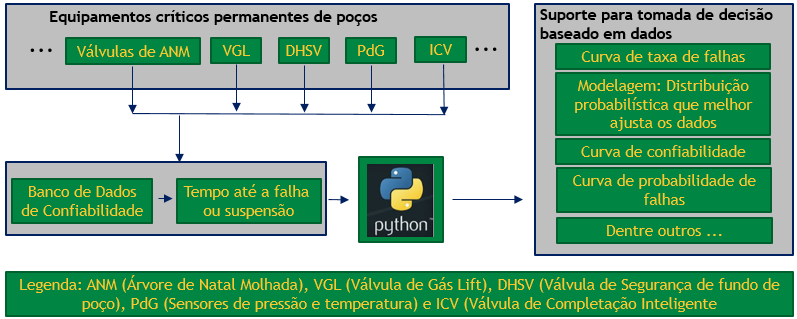 Equipamentos críticos permanentes de poços
... Válvulas de ANM VGL DHSV PdG ICV ...
Banco de Dados
de Confiabilidade
Tempo até a falha
ou suspensão
python™
Suporte para tomada de decisão
baseado em dados
Curva de taxa de falhas
Modelagem: Distribuição
probabilística que melhor
ajusta os dados
Curva de confiabilidade
Curva de probabilidade de
falhas
Dentre outros ...
Legenda: ANM (Árvore de Natal Molhada), VGL (Válvula de Gás Lift), DHSV (Válvula de Segurança de fundo de
poço), PdG (Sensores de pressão e temperatura) e ICV (Válvula de Completação Inteligente